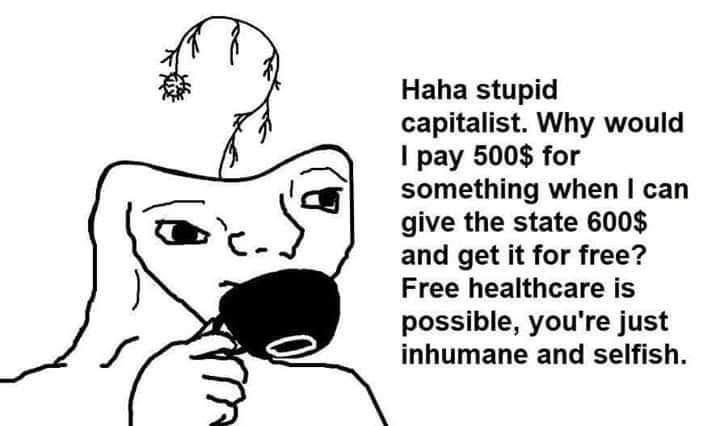 Haha stupid
capitalist. Why would
I pay 500$ for
something when I can
give the state 600$
and get it for free?
Free healthcare is
possible, you're just
inhumane and selfish.